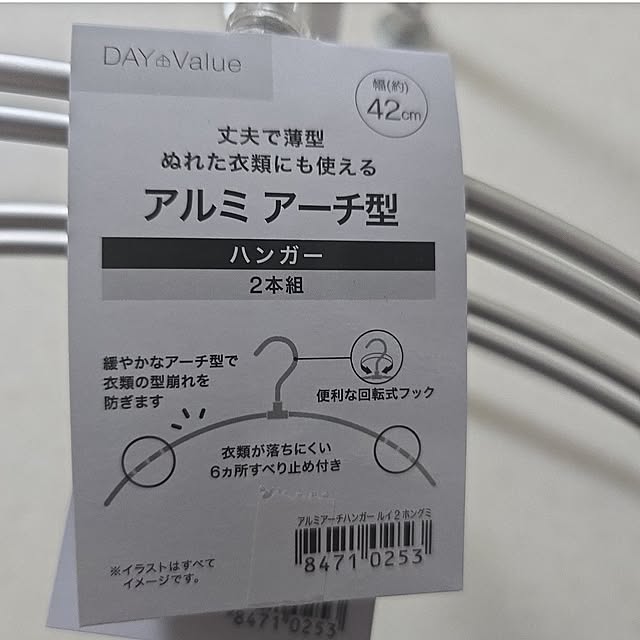 DAY Value
幅(約)
42cm
丈夫で薄型
ぬれた衣類にも使える
アルミ アーチ型
ハンガー
2本組
緩やかなアーチ型で
衣類の型崩れを
防ぎます
便利な回転式フック
衣類が落ちにくい
6ヵ所すべり止め付き
アルミアーチハンガー ルイ2ホングミ
8471 0253
※イラストはすべて
イメージです。
8471 0253